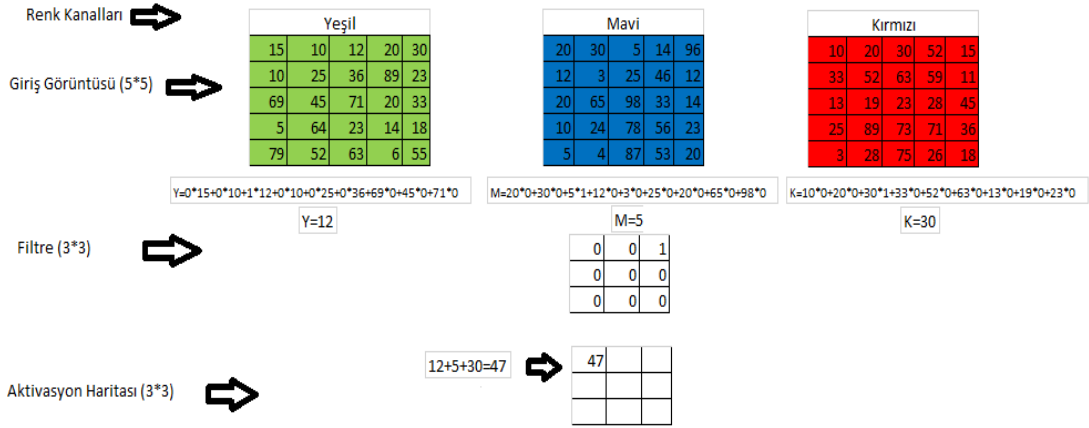 Renk Kanalları
Yeşil
Mavi
Kırmızı
Giriş Görüntüsü (5*5)
15 10 12 20 30
10 25 36 89 23
69 45 71 20 33
5 64 23 14 18
79 52 63 6 55
20 30 5 14 96
12 3 25 46 12
20 65 98 33 14
10 24 78 56 23
5 4 87 53 20
10 20 30 52 15
33 52 63 59 11
13 19 23 28 45
25 89 73 71 36
3 28 75 26 18
Y=0*15+0*10+1*12+0*10+0*25+0*36+69*0+45*0+71*0
M=20*0+30*0+5*1+12*0+3*0+25*0+20*0+65*0+98*0
K=10*0+20*0+30*1+33*0+52*0+63*0+13*0+19*0+23*0
Y=12
M=5
K=30
Filtre (3*3)
0 0 1
0 0 0
0 0 0
12+5+30=47
47
Aktivasyon Haritası (3*3)